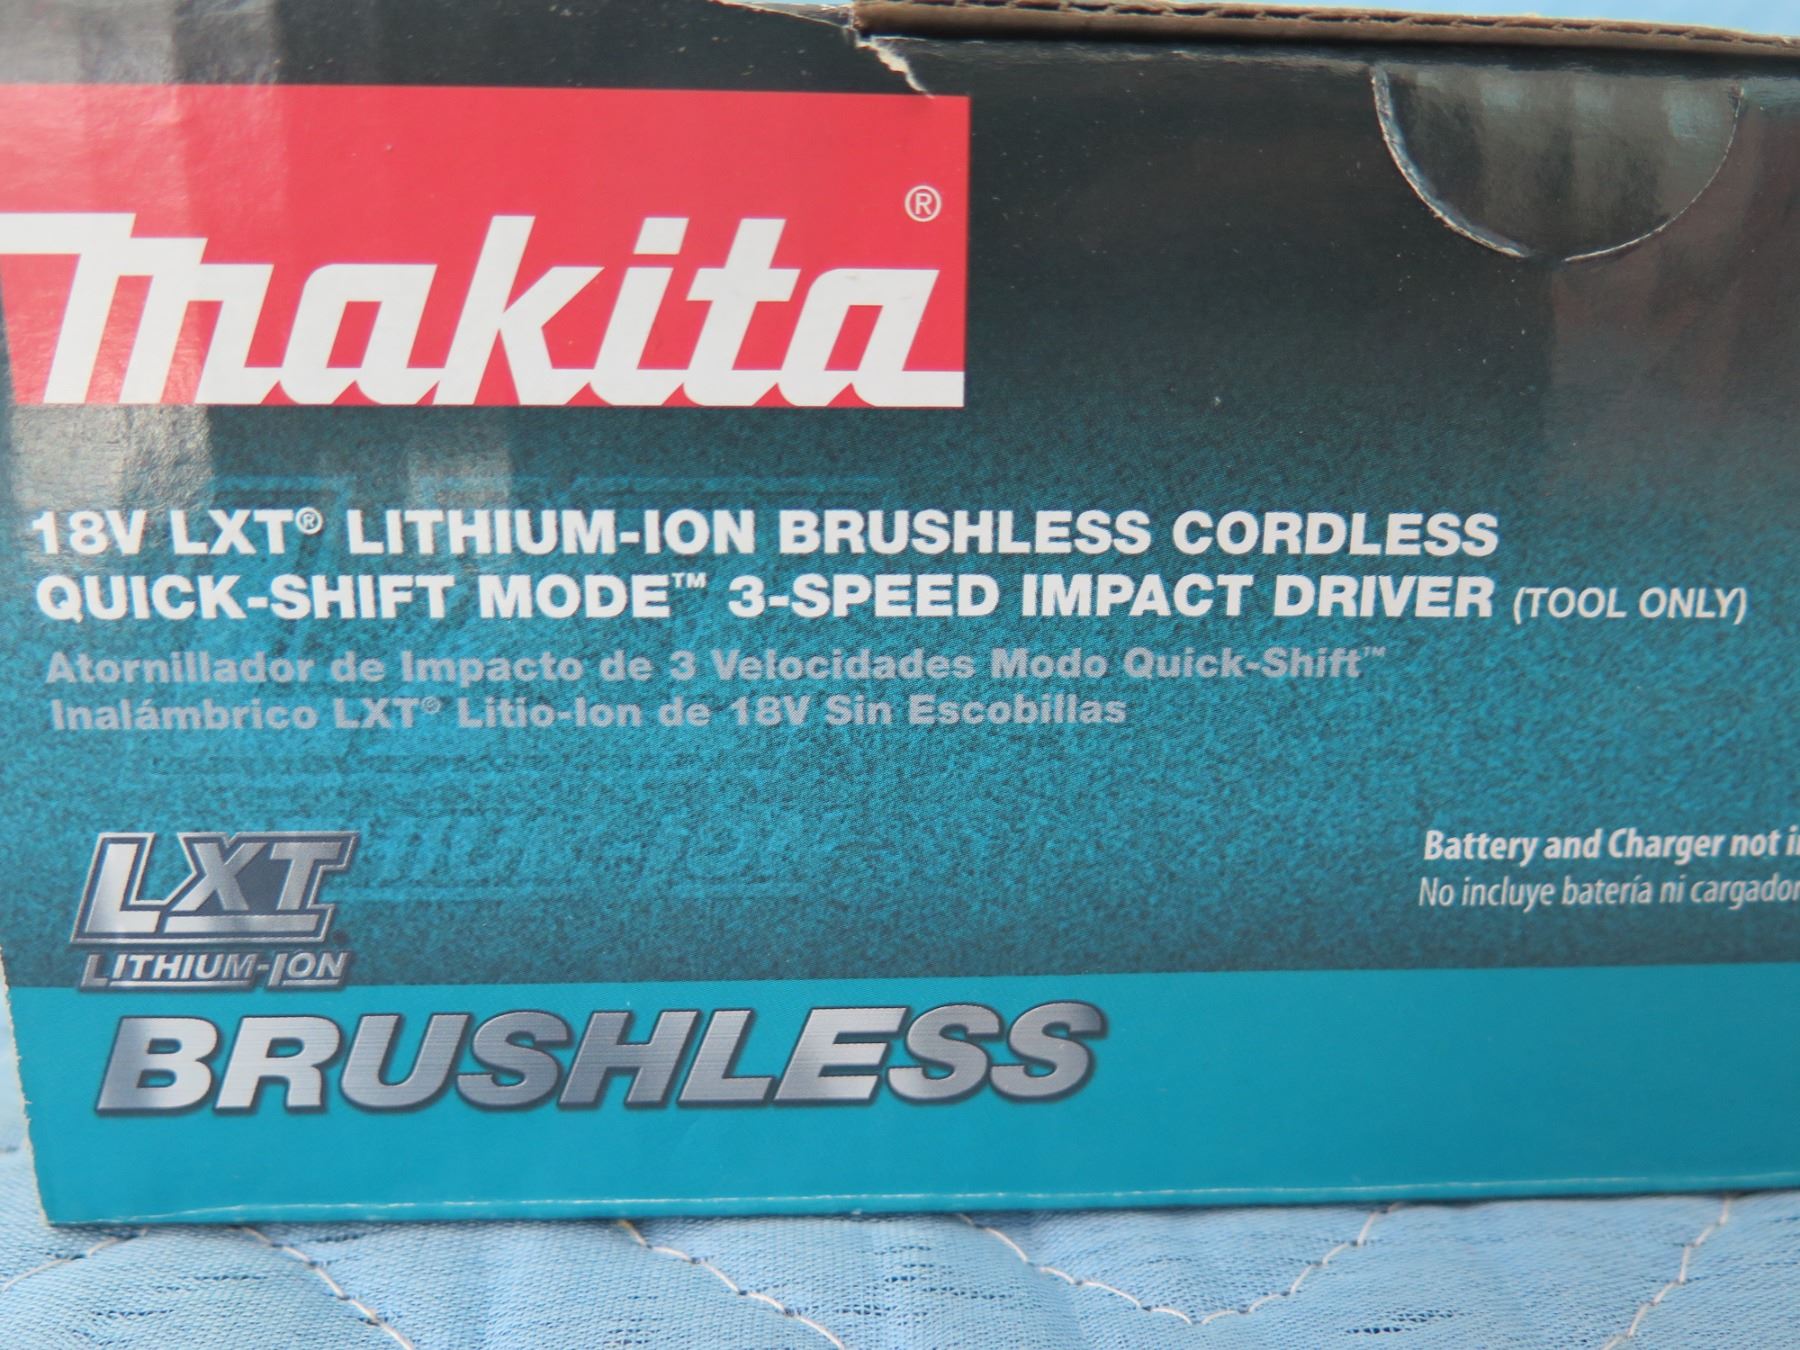 makita®
18V LXT® LITHIUM-ION BRUSHLESS CORDLESS
QUICK-SHIFT MODE™ 3-SPEED IMPACT DRIVER (TOOL ONLY)
Atornillador de Impacto de 3 Velocidades Modo Quick-Shift™
Inalámbrico LXT® Litio-Ion de 18V Sin Escobillas
Battery and Charger not
No incluye batería ni cargador
LXT
LITHIUM-ION
BRUSHLESS